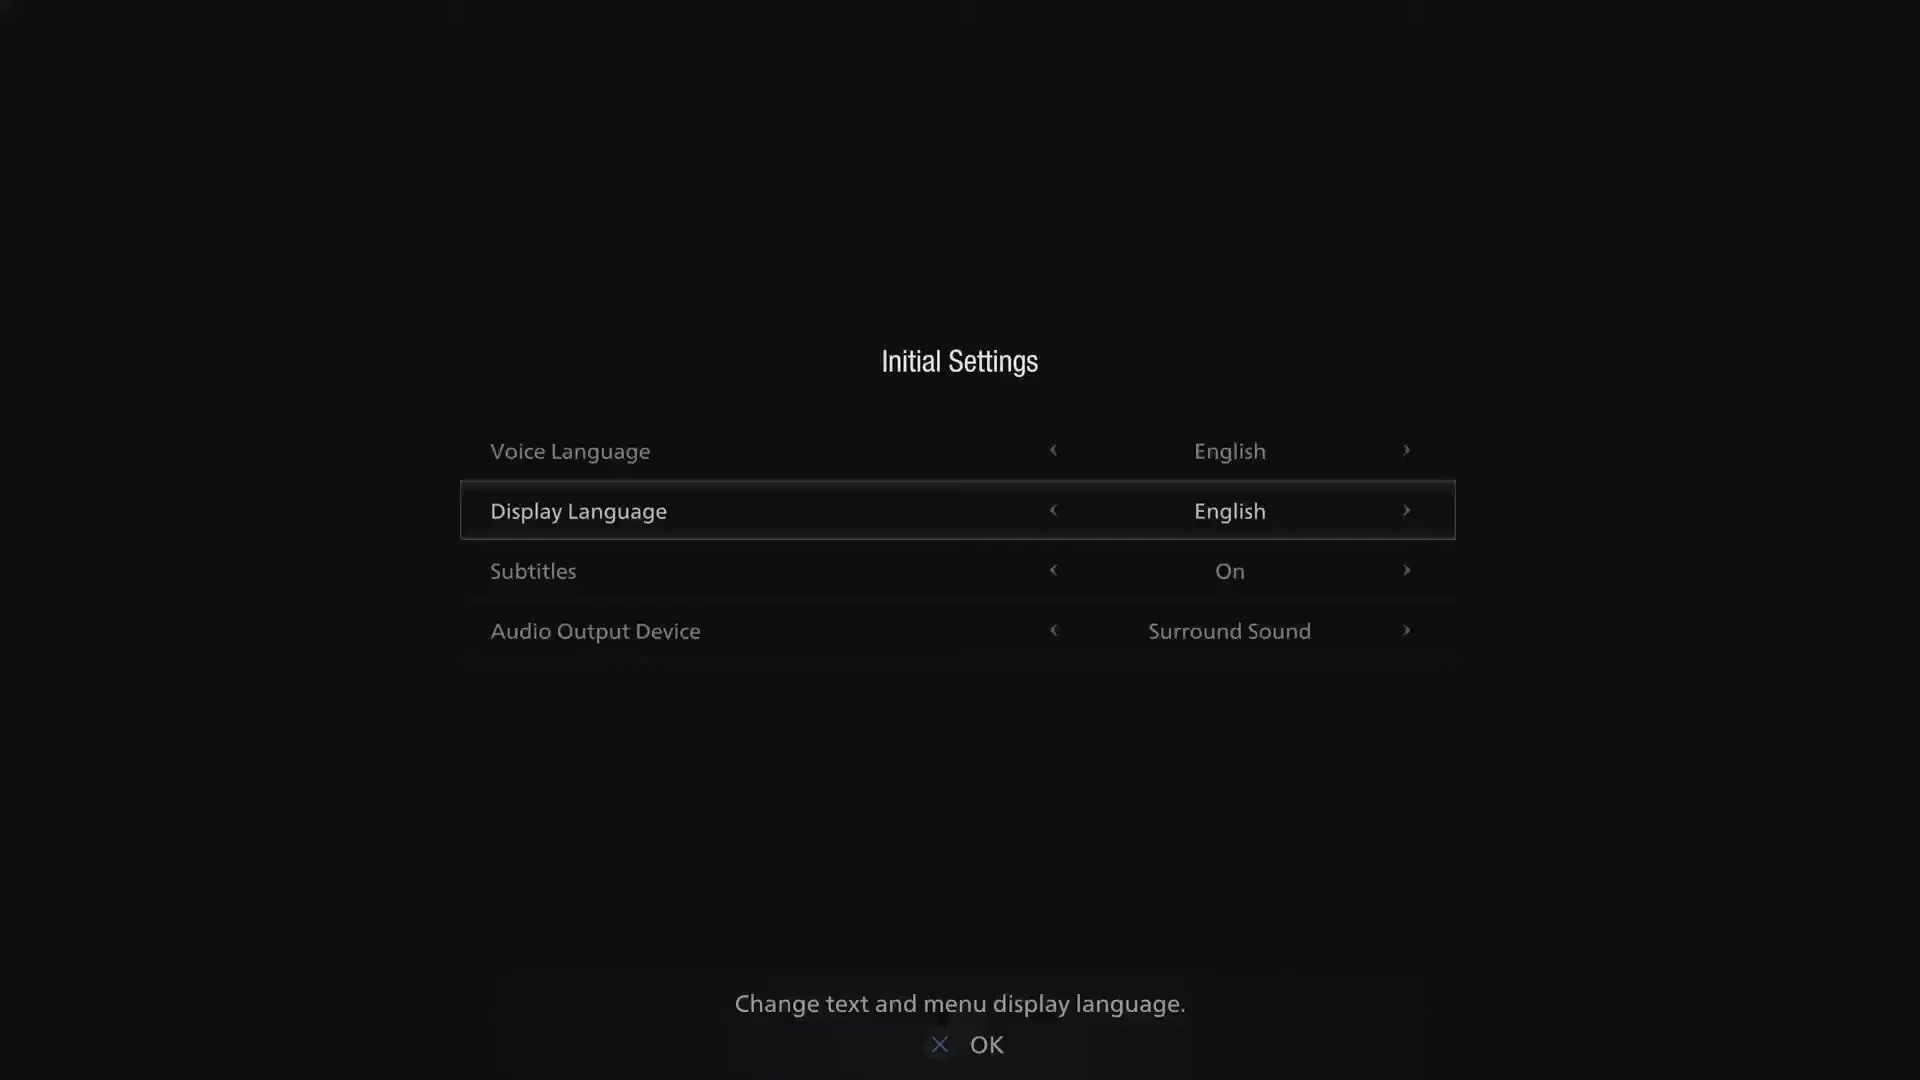 Initial Settings
Voice Language English
Display Language English
Subtitles On
Audio Output Device Surround Sound
Change text and menu display language.
OK